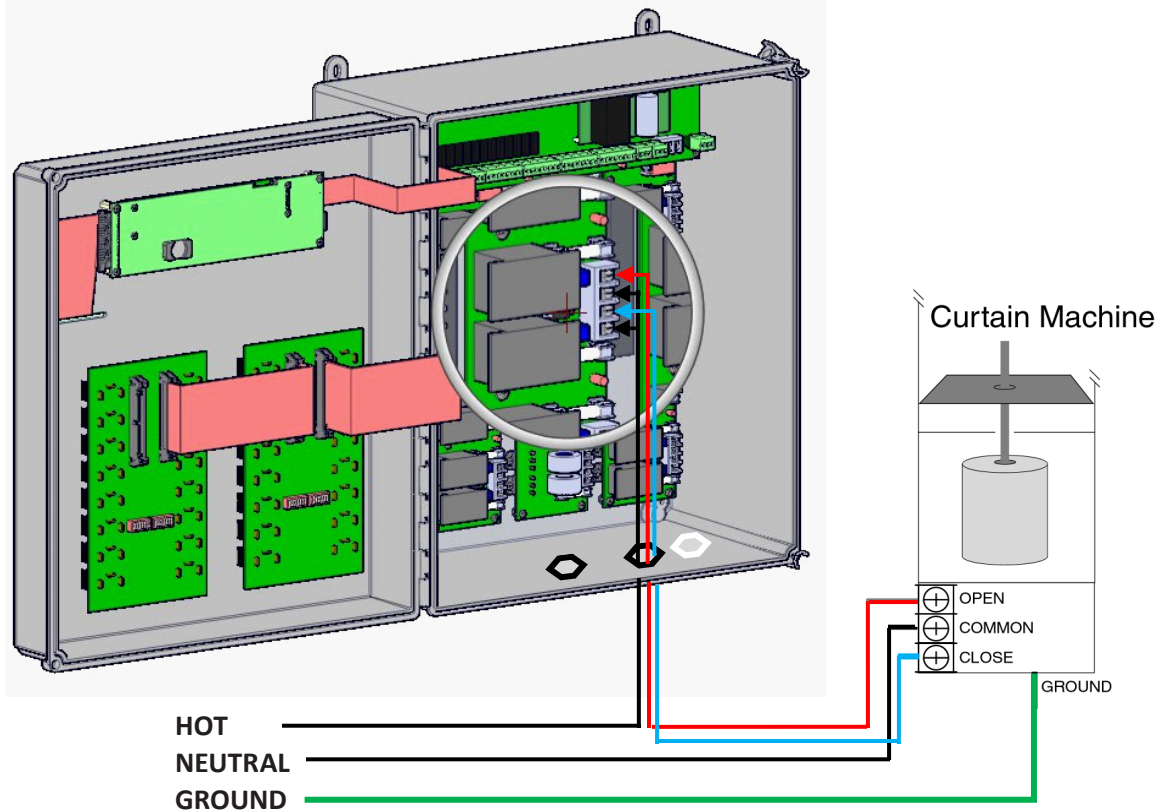 Curtain Machine
OPEN
COMMON
CLOSE
GROUND
HOT
NEUTRAL
GROUND